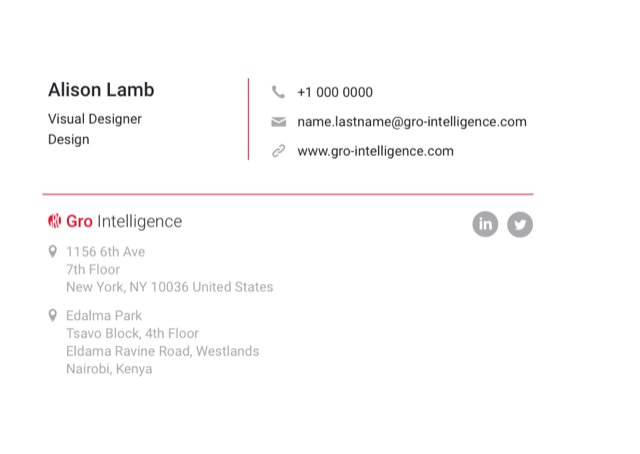 Alison Lamb
Visual Designer
Design
+1 000 0000
name.lastname@gro-intelligence.com
www.gro-intelligence.com
GRO Gro Intelligence
in
1156 6th Ave
7th Floor
New York, NY 10036 United States
Edalma Park
Tsavo Block, 4th Floor
Eldama Ravine Road, Westlands
Nairobi, Kenya